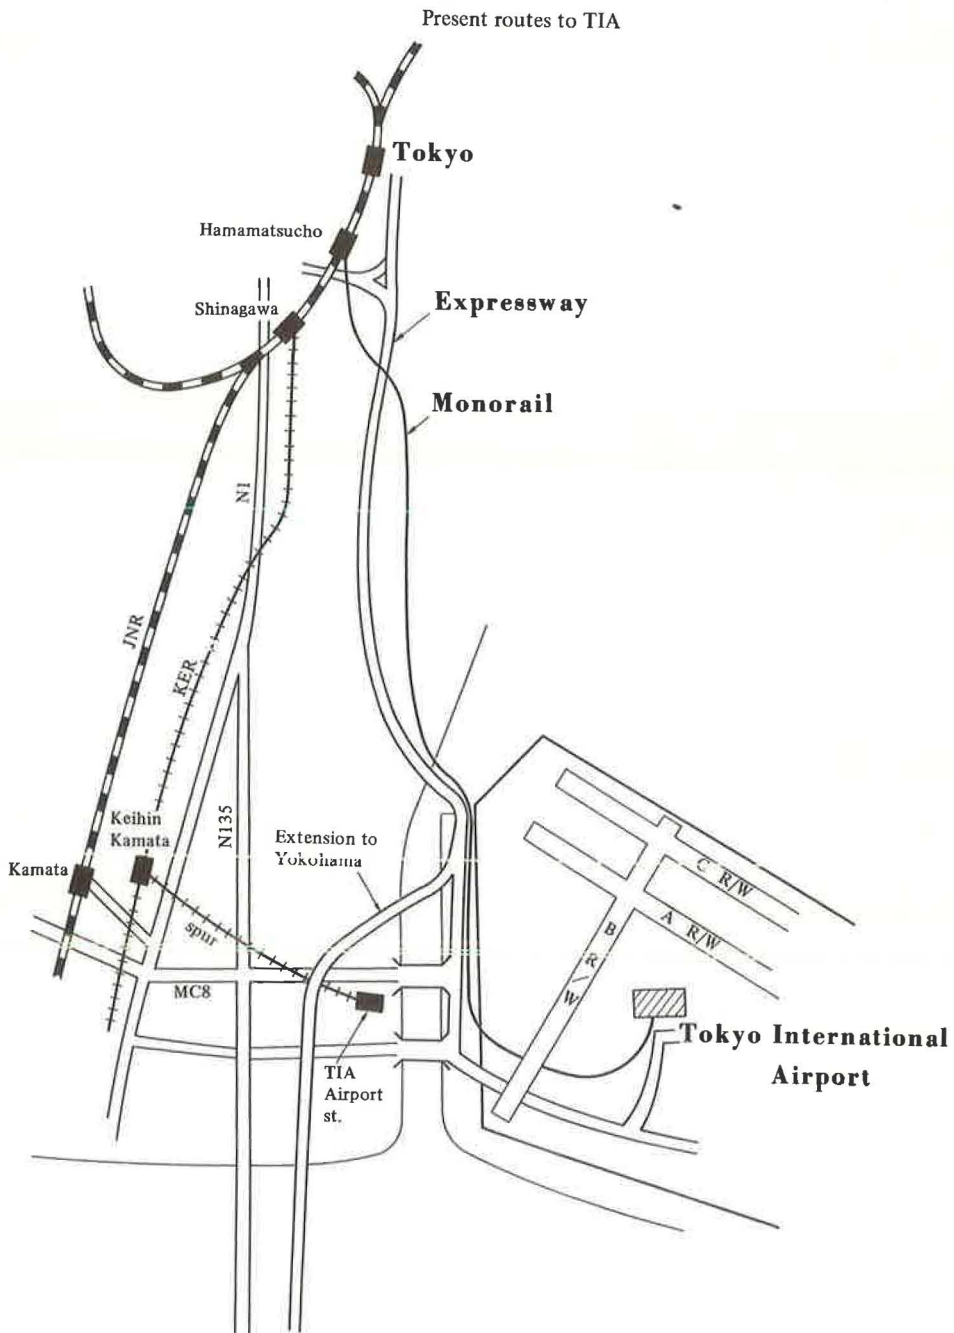 Present routes to TIA
Tokyo
Hamamatsucho
Expressway
Shinagawa
Monorail
N1
JNR
KER
Keihin
Kamata
N135
Extension to
Yokohama
Kamata
C R/W
A R/W
B R/W
spur
MC8
Tokyo International
Airport
TIA
Airport
st.